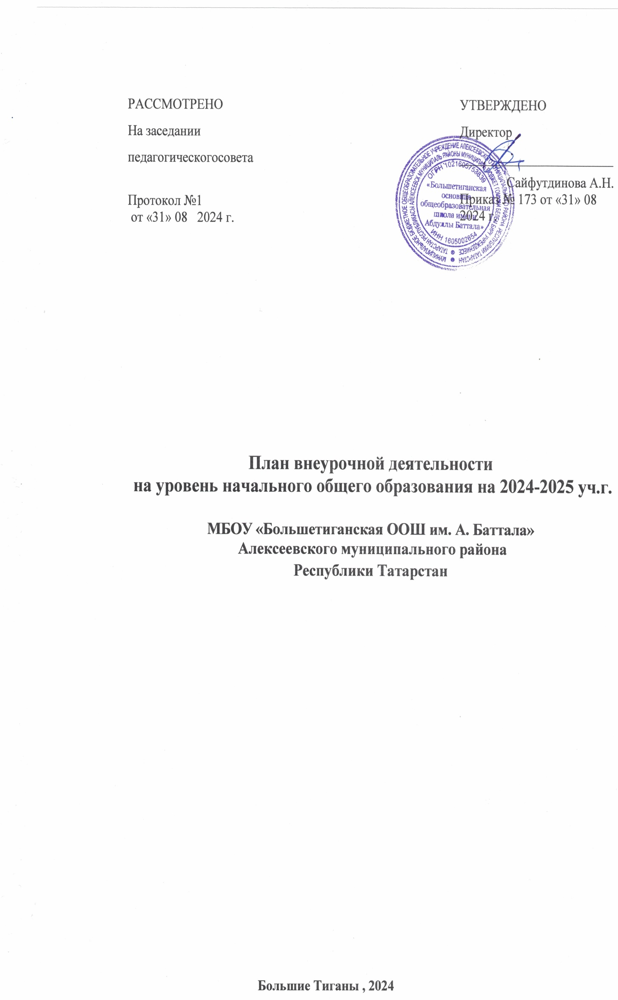 РАССМОТРЕНО
На заседании
педагогическогосовета
Протокол №1
от «31» 08 2024 г.
УТВЕРЖДЕНО
Директор
Сайфутдинова А.Н.
Приказ № 173 от «31» 08
2024 г.
МУНИЦИПАЛЬНОЕ БЮДЖЕТНОЕ ОБЩЕОБРАЗОВАТЕЛЬНОЕ УЧРЕЖДЕНИЕ АЛЕКСЕЕВСКОГО МУНИЦИПАЛЬНОГО РАЙОНА РЕСПУБЛИКИ ТАТАРСТАН
ТАТАРСТАН РЕСПУБЛИКАСЫ АЛЕКСЕЕВСК МУНИЦИПАЛЬ РАЙОНЫ МУНИЦИПАЛЬ БЮДЖЕТ ГОМУМИ БЕЛЕМ БИРҮ УЧРЕЖДЕНИЕСЕ
ОГРН 1021605753839
«Большетиганская
основная
общеобразовательная
школа имени
Абдуллы Баттала»
ИНН 1605002654
План внеурочной деятельности
на уровень начального общего образования на 2024-2025 уч.г.
МБОУ «Большетиганская ООШ им. А. Баттала»
Алексеевского муниципального района
Республики Татарстан
Большие Тиганы , 2024